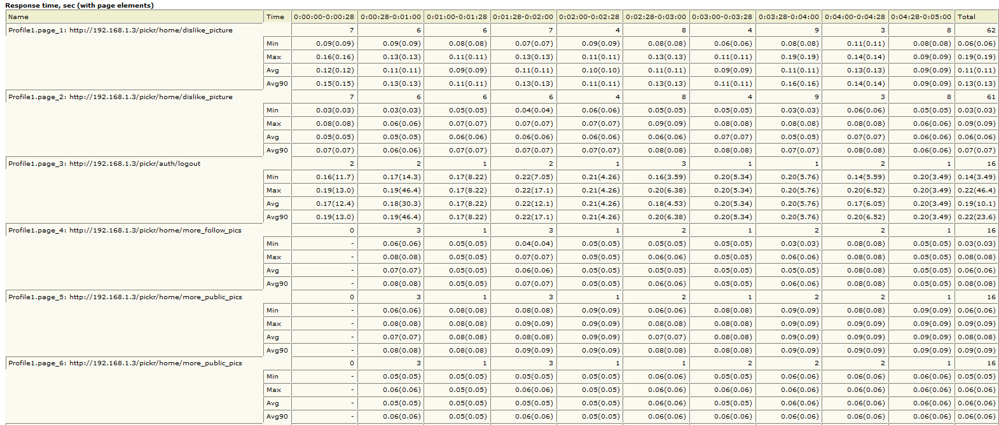 Response time, sec (with page elements)
Name Time 0:00:00-0:00:28 0:00:28-0:01:00 0:01:00-0:01:28 0:01:28-0:02:00 0:02:00-0:02:28 0:02:28-0:03:00 0:03:00-0:03:28 0:03:28-0:04:00 0:04:00-0:04:28 0:04:28-0:05:00 Total
Profile1.page_1: http://192.168.1.3/pickr/home/dislike_picture 7 6 6 7 4 8 4 9 3 8 62
Min 0.09(0.09) 0.09(0.09) 0.08(0.08) 0.07(0.07) 0.09(0.09) 0.08(0.08) 0.06(0.06) 0.08(0.08) 0.11(0.11) 0.08(0.08) 0.06(0.06)
Max 0.16(0.16) 0.13(0.13) 0.11(0.11) 0.13(0.13) 0.11(0.11) 0.13(0.13) 0.11(0.11) 0.19(0.19) 0.14(0.14) 0.09(0.09) 0.19(0.19)
Avg 0.12(0.12) 0.11(0.11) 0.09(0.09) 0.11(0.11) 0.10(0.10) 0.11(0.11) 0.09(0.09) 0.11(0.11) 0.13(0.13) 0.09(0.09) 0.11(0.11)
Avg90 0.15(0.15) 0.13(0.13) 0.11(0.11) 0.13(0.13) 0.11(0.11) 0.13(0.13) 0.11(0.11) 0.16(0.16) 0.14(0.14) 0.09(0.09) 0.13(0.13)
Profile1.page_2: http://192.168.1.3/pickr/home/dislike_picture 7 6 6 6 4 8 4 9 3 8 61
Min 0.03(0.03) 0.03(0.03) 0.05(0.05) 0.04(0.04) 0.06(0.06) 0.05(0.05) 0.05(0.05) 0.03(0.03) 0.06(0.06) 0.05(0.05) 0.03(0.03)
Max 0.08(0.08) 0.06(0.06) 0.07(0.07) 0.07(0.07) 0.07(0.07) 0.09(0.09) 0.08(0.08) 0.08(0.08) 0.08(0.08) 0.06(0.06) 0.09(0.09)
Avg 0.05(0.05) 0.05(0.05) 0.06(0.06) 0.06(0.06) 0.06(0.06) 0.06(0.06) 0.07(0.07) 0.05(0.05) 0.07(0.07) 0.06(0.06) 0.06(0.06)
Avg90 0.07(0.07) 0.06(0.06) 0.07(0.07) 0.07(0.07) 0.07(0.07) 0.08(0.08) 0.08(0.08) 0.07(0.07) 0.08(0.08) 0.06(0.06) 0.07(0.07)
Profile1.page_3: http://192.168.1.3/pickr/auth/logout 2 2 1 2 1 3 1 1 2 1 16
Min 0.16(11.7) 0.17(14.3) 0.17(8.22) 0.22(7.05) 0.21(4.26) 0.16(3.59) 0.20(5.34) 0.20(5.76) 0.14(5.59) 0.20(3.49) 0.14(3.49)
Max 0.19(13.0) 0.19(46.4) 0.17(8.22) 0.22(17.1) 0.21(4.26) 0.20(6.38) 0.20(5.34) 0.20(5.76) 0.20(6.52) 0.20(3.49) 0.22(46.4)
Avg 0.17(12.4) 0.18(30.3) 0.17(8.22) 0.22(12.1) 0.21(4.26) 0.18(4.53) 0.20(5.34) 0.20(5.76) 0.17(6.05) 0.20(3.49) 0.19(10.1)
Avg90 0.19(13.0) 0.19(46.4) 0.17(8.22) 0.22(17.1) 0.21(4.26) 0.20(6.38) 0.20(5.34) 0.20(5.76) 0.20(6.52) 0.20(3.49) 0.22(23.6)
Profile1.page_4: http://192.168.1.3/pickr/home/more_follow_pics 0 3 1 3 1 2 1 2 2 1 16
Min - 0.06(0.06) 0.05(0.05) 0.04(0.04) 0.05(0.05) 0.05(0.05) 0.05(0.05) 0.03(0.03) 0.08(0.08) 0.05(0.05) 0.03(0.03)
Max - 0.08(0.08) 0.05(0.05) 0.07(0.07) 0.05(0.05) 0.06(0.06) 0.05(0.05) 0.06(0.06) 0.08(0.08) 0.05(0.05) 0.08(0.08)
Avg - 0.07(0.07) 0.05(0.05) 0.06(0.06) 0.05(0.05) 0.05(0.05) 0.05(0.05) 0.05(0.05) 0.08(0.08) 0.05(0.05) 0.06(0.06)
Avg90 - 0.08(0.08) 0.05(0.05) 0.07(0.07) 0.05(0.05) 0.06(0.06) 0.05(0.05) 0.06(0.06) 0.08(0.08) 0.05(0.05) 0.08(0.08)
Profile1.page_5: http://192.168.1.3/pickr/home/more_public_pics 0 3 1 3 1 2 1 2 2 1 16
Min - 0.06(0.06) 0.08(0.08) 0.08(0.08) 0.09(0.09) 0.06(0.06) 0.08(0.08) 0.09(0.09) 0.08(0.08) 0.09(0.09) 0.06(0.06)
Max - 0.08(0.08) 0.08(0.08) 0.09(0.09) 0.09(0.09) 0.08(0.08) 0.08(0.08) 0.09(0.09) 0.09(0.09) 0.09(0.09) 0.09(0.09)
Avg - 0.07(0.07) 0.08(0.08) 0.08(0.08) 0.09(0.09) 0.07(0.07) 0.08(0.08) 0.09(0.09) 0.09(0.09) 0.09(0.09) 0.08(0.08)
Avg90 - 0.08(0.08) 0.08(0.08) 0.09(0.09) 0.09(0.09) 0.08(0.08) 0.08(0.08) 0.09(0.09) 0.09(0.09) 0.09(0.09) 0.09(0.09)
Profile1.page_6: http://192.168.1.3/pickr/home/more_public_pics 0 3 1 3 1 1 2 2 2 1 16
Min - 0.05(0.05) 0.05(0.05) 0.05(0.05) 0.05(0.05) 0.06(0.06) 0.05(0.05) 0.06(0.06) 0.06(0.06) 0.06(0.06) 0.05(0.05)
Max - 0.06(0.06) 0.05(0.05) 0.06(0.06) 0.05(0.05) 0.06(0.06) 0.06(0.06) 0.06(0.06) 0.06(0.06) 0.06(0.06) 0.06(0.06)
Avg - 0.05(0.05) 0.05(0.05) 0.05(0.05) 0.05(0.05) 0.06(0.06) 0.05(0.05) 0.06(0.06) 0.06(0.06) 0.06(0.06) 0.06(0.06)
Avg90 - 0.06(0.06) 0.05(0.05) 0.06(0.06) 0.05(0.05) 0.06(0.06) 0.06(0.06) 0.06(0.06) 0.06(0.06) 0.06(0.06) 0.06(0.06)